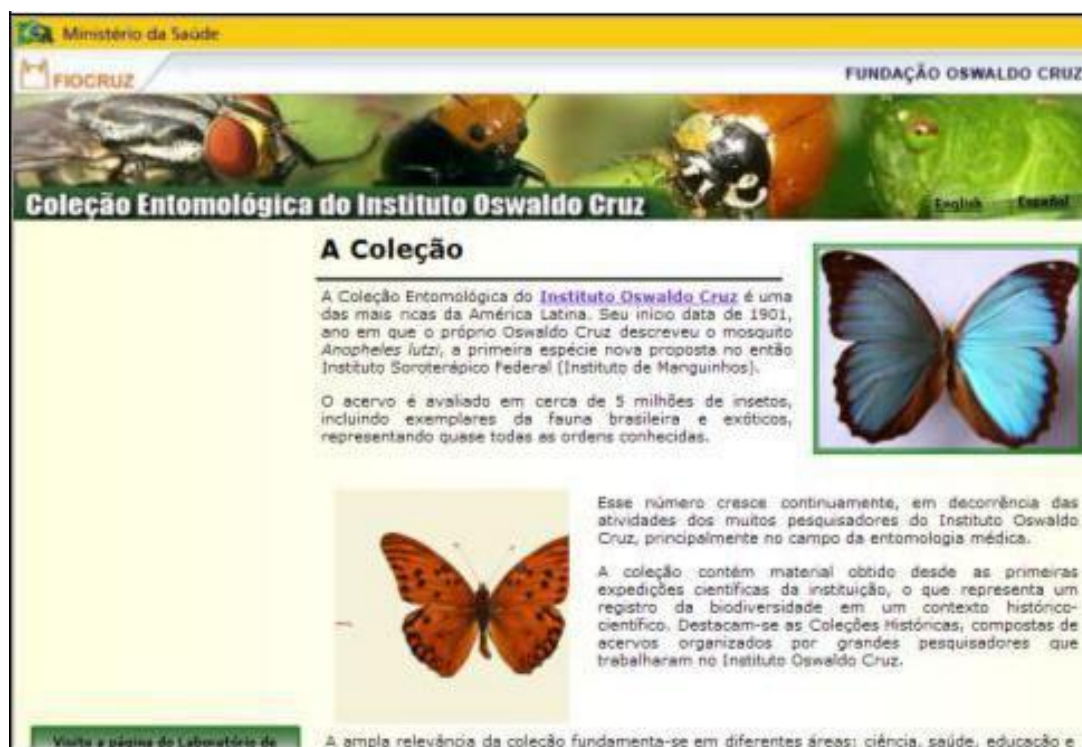 Ministério da Saúde
FIOCRUZ
FUNDAÇÃO OSWALDO CRUZ
Coleção Entomológica do Instituto Oswaldo Cruz
English Español
A Coleção
A Coleção Entomológica do Instituto Oswaldo Cruz é uma
das mais ricas da América Latina. Seu início data de 1901,
ano em que o próprio Oswaldo Cruz descreveu o mosquito
Anopheles lutzi, a primeira espécie nova proposta no então
Instituto Soroterápico Federal (Instituto de Manguinhos).
O acervo é avaliado em cerca de 5 milhões de insetos,
incluindo exemplares da fauna brasileira e exóticos,
representando quase todas as ordens conhecidas.
Esse número cresce continuamente, em decorrência das
atividades dos muitos pesquisadores do Instituto Oswaldo
Cruz, principalmente no campo da entomologia médica.
A coleção contém material obtido desde as primeiras
expedições científicas da instituição, o que representa um
registro da biodiversidade em um contexto histórico-
científico. Destacam-se as Coleções Históricas, compostas de
acervos organizados por grandes pesquisadores que
trabalharam no Instituto Oswaldo Cruz.
Visite a página do Laboratório de
A ampla relevância da coleção fundamenta-se em diferentes áreas: ciência, saúde, educação e